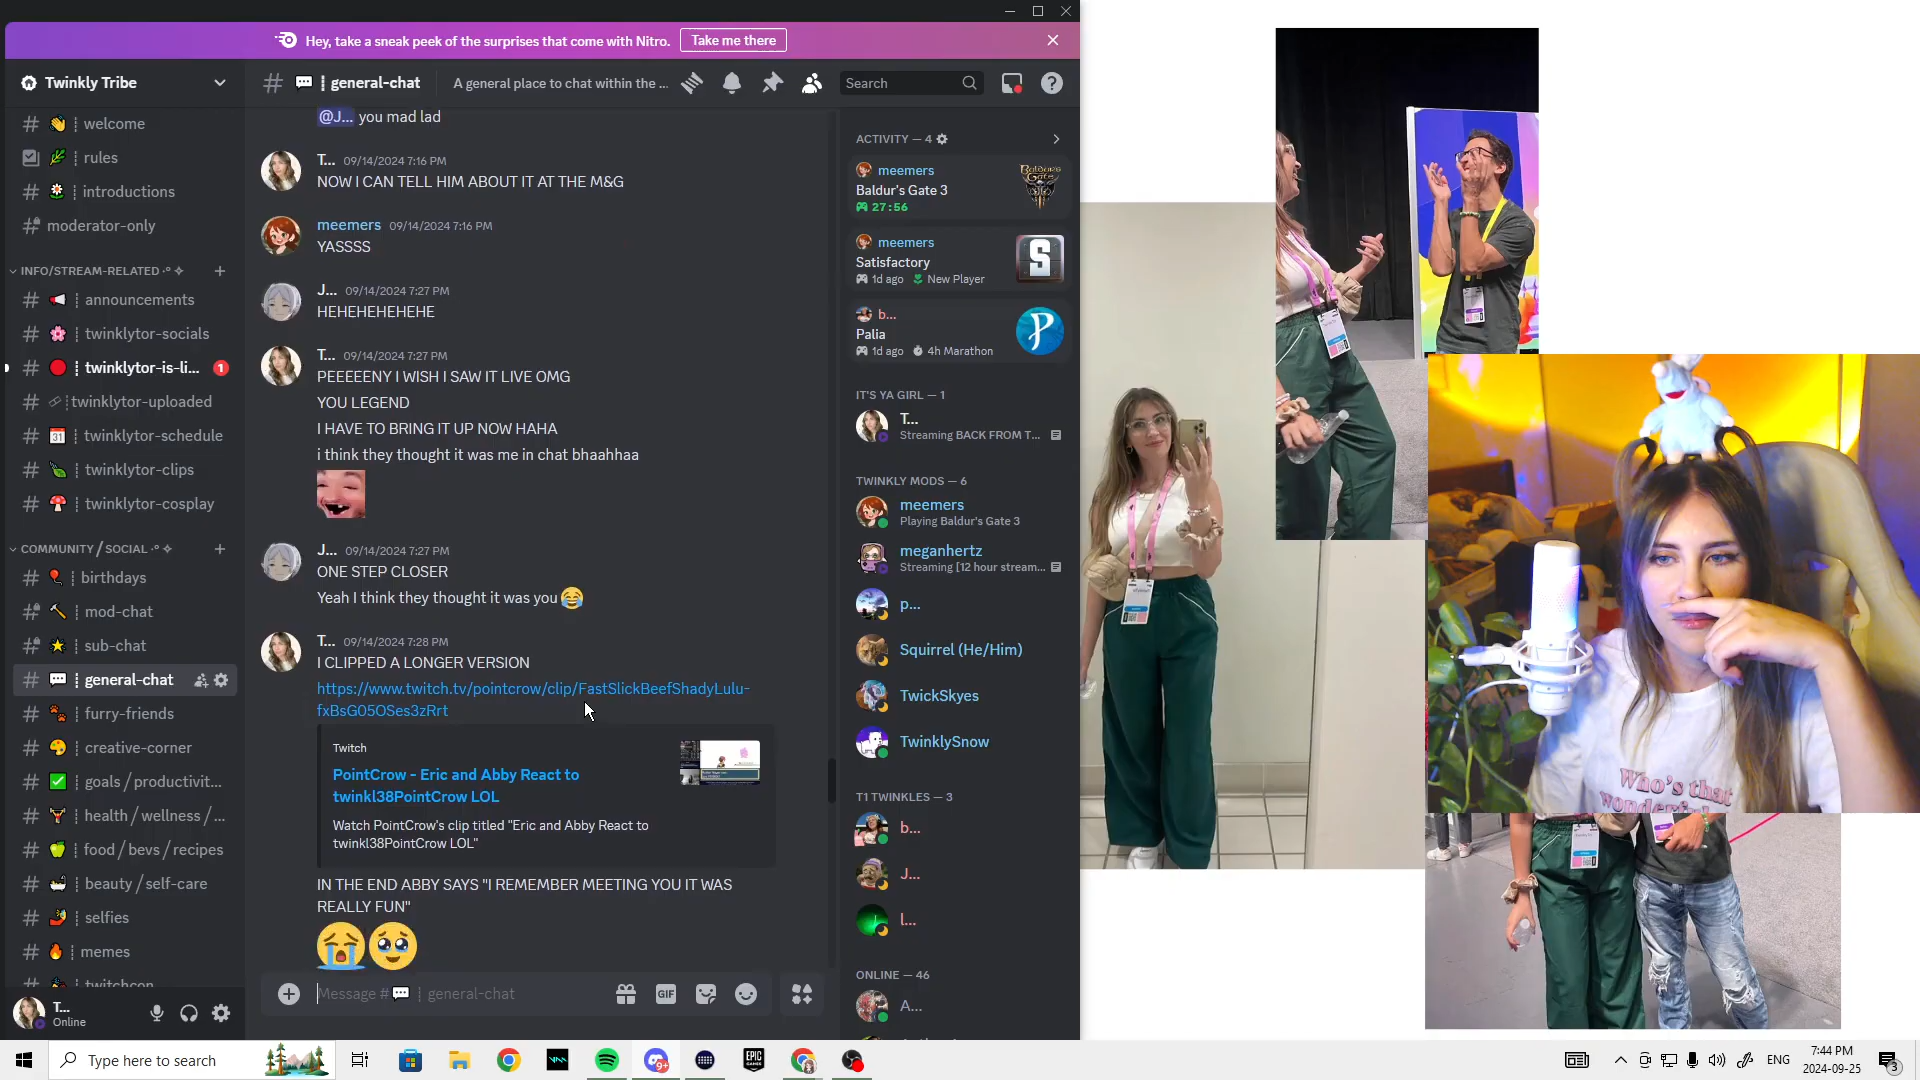 Hey, take a sneak peek of the surprises that come with Nitro.
Take me there
Twinkly Tribe
welcome
rules
introductions
moderator-only
INFO/STREAM-RELATED
announcements
twinklytor-socials
twinklytor-is-li...
1
twinklytor-uploaded
twinklytor-schedule
twinklytor-clips
twinklytor-cosplay
COMMUNITY/SOCIAL
birthdays
mod-chat
sub-chat
general-chat
furry-friends
creative-corner
goals/productivit...
health/wellness/...
food/bevs/recipes
beauty/self-care
selfies
memes
twitchcon
T...
Online
general-chat
A general place to chat within the ...
Search
@J... you mad lad
T... 09/14/2024 7:16 PM
NOW I CAN TELL HIM ABOUT IT AT THE M&G
meemers 09/14/2024 7:16 PM
YASSSS
J... 09/14/2024 7:27 PM
HEHEHEHEHEHE
T... 09/14/2024 7:27 PM
PEEEEENY I WISH I SAW IT LIVE OMG
YOU LEGEND
I HAVE TO BRING IT UP NOW HAHA
i think they thought it was me in chat bhaahhaa
J... 09/14/2024 7:27 PM
ONE STEP CLOSER
Yeah I think they thought it was you 😂
T... 09/14/2024 7:28 PM
I CLIPPED A LONGER VERSION
https://www.twitch.tv/pointcrow/clip/FastSlickBeefShadyLulu-
fxBsG05OSes3zRrt
Twitch
PointCrow - Eric and Abby React to
twinkl38PointCrow LOL
Watch PointCrow's clip titled "Eric and Abby React to
twinkl38PointCrow LOL"
IN THE END ABBY SAYS "I REMEMBER MEETING YOU IT WAS
REALLY FUN"
😭🥹
Message #💬 ┊general-chat
GIF
ACTIVITY — 4
meemers
Baldur's Gate 3
27:56
meemers
Satisfactory
1d ago New Player
b...
Palia
1d ago 4h Marathon
IT'S YA GIRL — 1
T...
Streaming BACK FROM T...
TWINKLY MODS — 6
meemers
Playing Baldur's Gate 3
meganhertz
Streaming [12 hour stream...
p...
Squirrel (He/Him)
TwickSkyes
TwinklySnow
T1 TWINKLES — 3
b...
J...
l...
ONLINE — 46
A...
Who's that
wonderful
Type here to search
9+
EPIC
GAMES
ENG
7:44 PM
2024-09-25
3